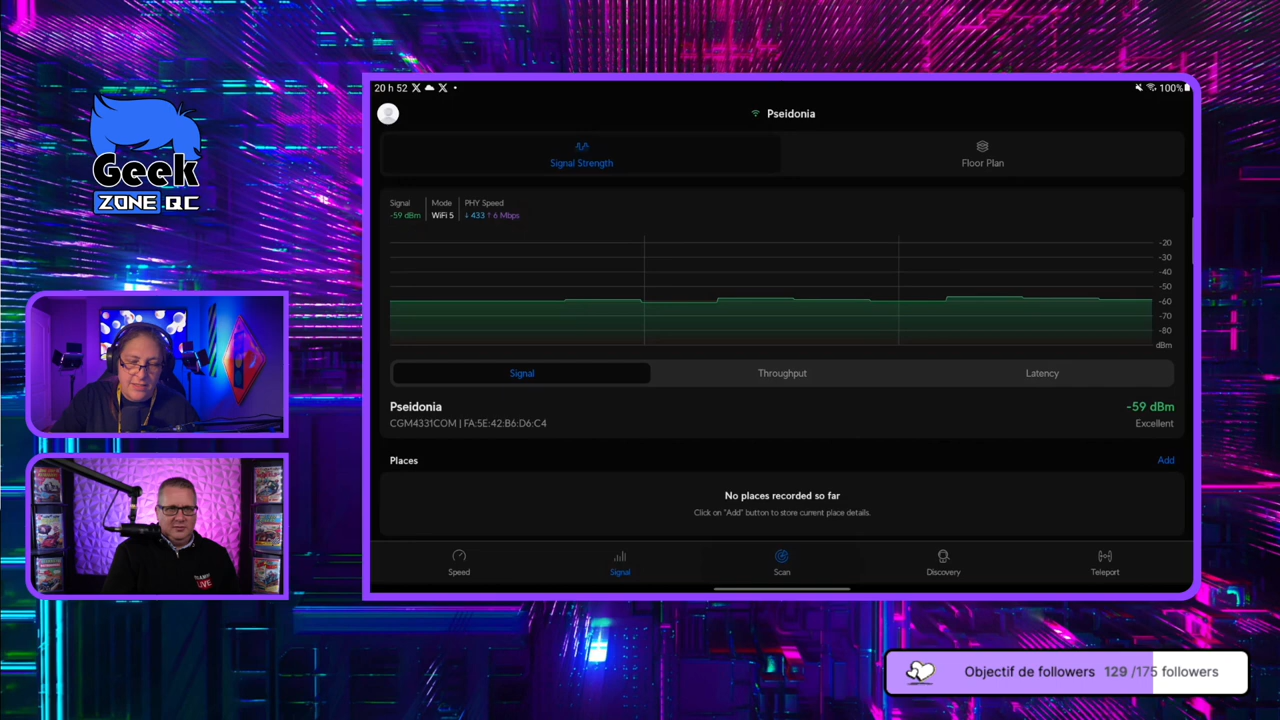 Geek
ZONE QC
20 h 52
100%
Pseidonia
Signal Strength
Floor Plan
Signal
-59 dBm
Mode
WiFi 5
PHY Speed
↓ 433 ↑ 6 Mbps
-20
-30
-40
-50
-60
-70
-80
dBm
Signal
Throughput
Latency
Pseidonia
-59 dBm
CGM4331COM | FA:5E:42:B6:D6:C4
Excellent
Places
Add
No places recorded so far
Click on "Add" button to store current place details.
Speed
Signal
Scan
Discovery
Teleport
LIVE
Objectif de followers 129 /175 followers